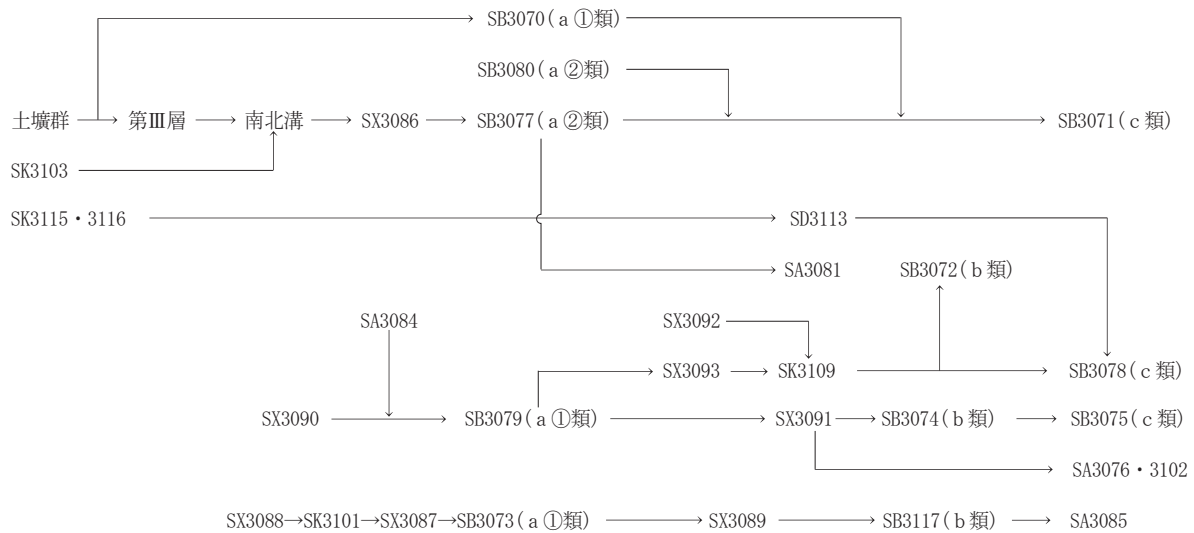 SB3070(a①類)
SB3080(a②類)
土壙群 第Ⅲ層 南北溝 SX3086 SB3077(a②類) SB3071(c類)
SK3103
SK3115・3116 SD3113
SA3081 SB3072(b類)
SA3084 SX3092
SX3093 SK3109 SB3078(c類)
SX3090 SB3079(a①類) SX3091 SB3074(b類) SB3075(c類)
SA3076・3102
SX3088→SK3101→SX3087→SB3073(a①類) SX3089 SB3117(b類) SA3085